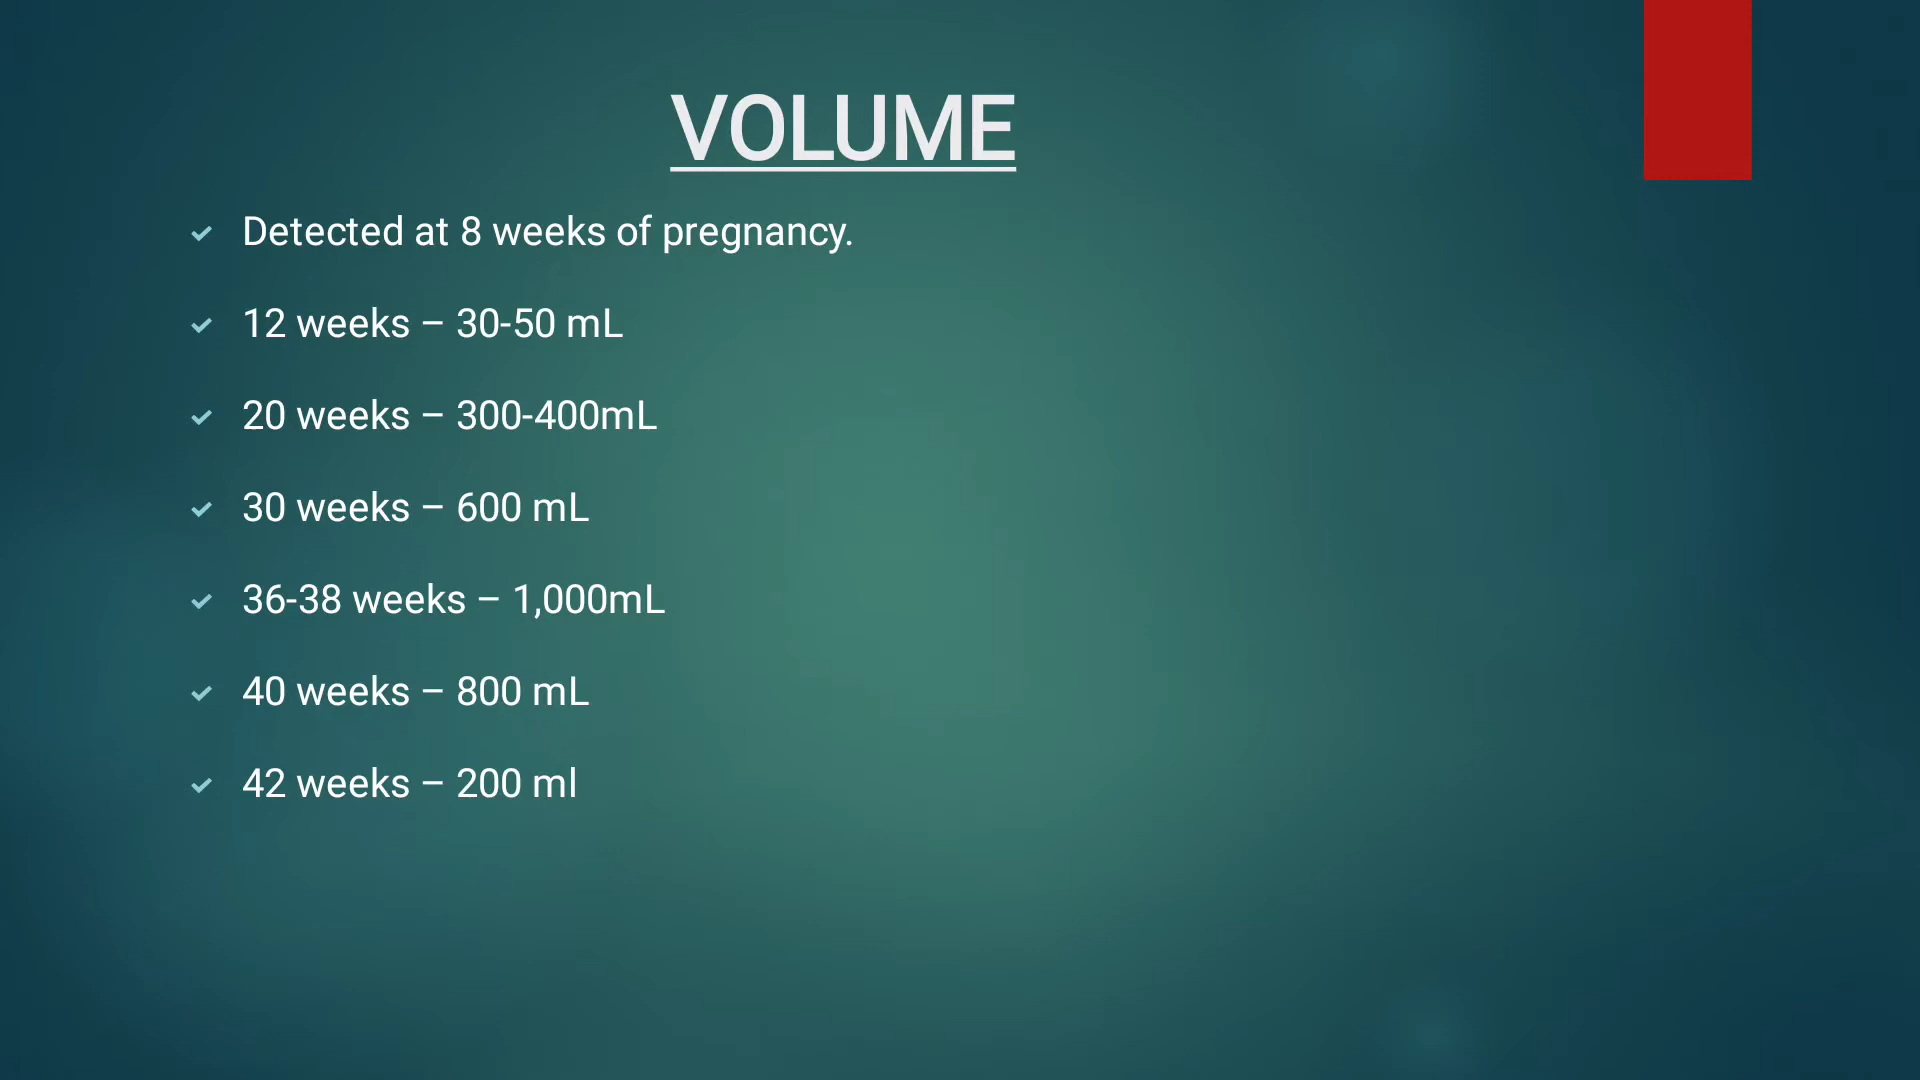 VOLUME
Detected at 8 weeks of pregnancy.
12 weeks – 30-50 mL
20 weeks – 300-400mL
30 weeks – 600 mL
36-38 weeks – 1,000mL
40 weeks – 800 mL
42 weeks – 200 ml